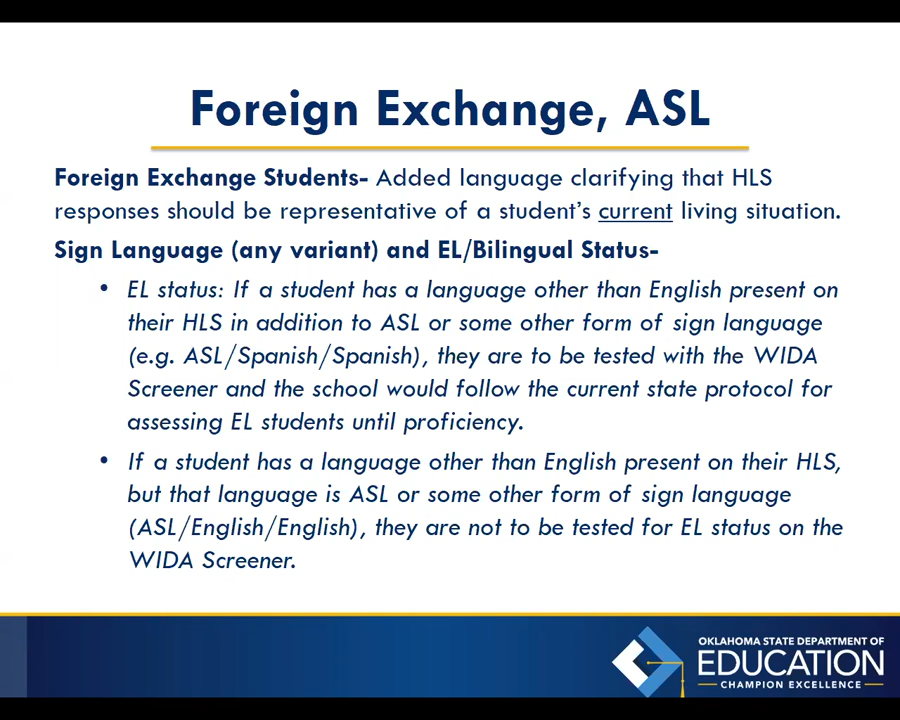 Foreign Exchange, ASL
Foreign Exchange Students- Added language clarifying that HLS
responses should be representative of a student’s current living situation.
Sign Language (any variant) and EL/Bilingual Status-
• EL status: If a student has a language other than English present on
their HLS in addition to ASL or some other form of sign language
(e.g. ASL/Spanish/Spanish), they are to be tested with the WIDA
Screener and the school would follow the current state protocol for
assessing EL students until proficiency.
• If a student has a language other than English present on their HLS,
but that language is ASL or some other form of sign language
(ASL/English/English), they are not to be tested for EL status on the
WIDA Screener.
OKLAHOMA STATE DEPARTMENT OF
EDUCATION
CHAMPION EXCELLENCE